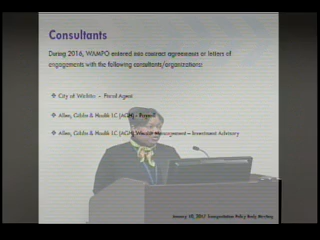 Consultants
During 2016, WAMPO entered into contract agreements or letters of
engagements with the following consultants/organizations:
❖ City of Wichita – Fiscal Agent
❖ Allen, Gibbs & Houlik LC (AGH) – Payroll
❖ Allen, Gibbs & Houlik LC (AGH) Wealth Management – Investment Advisory
January 10, 2017 Transportation Policy Body Meeting